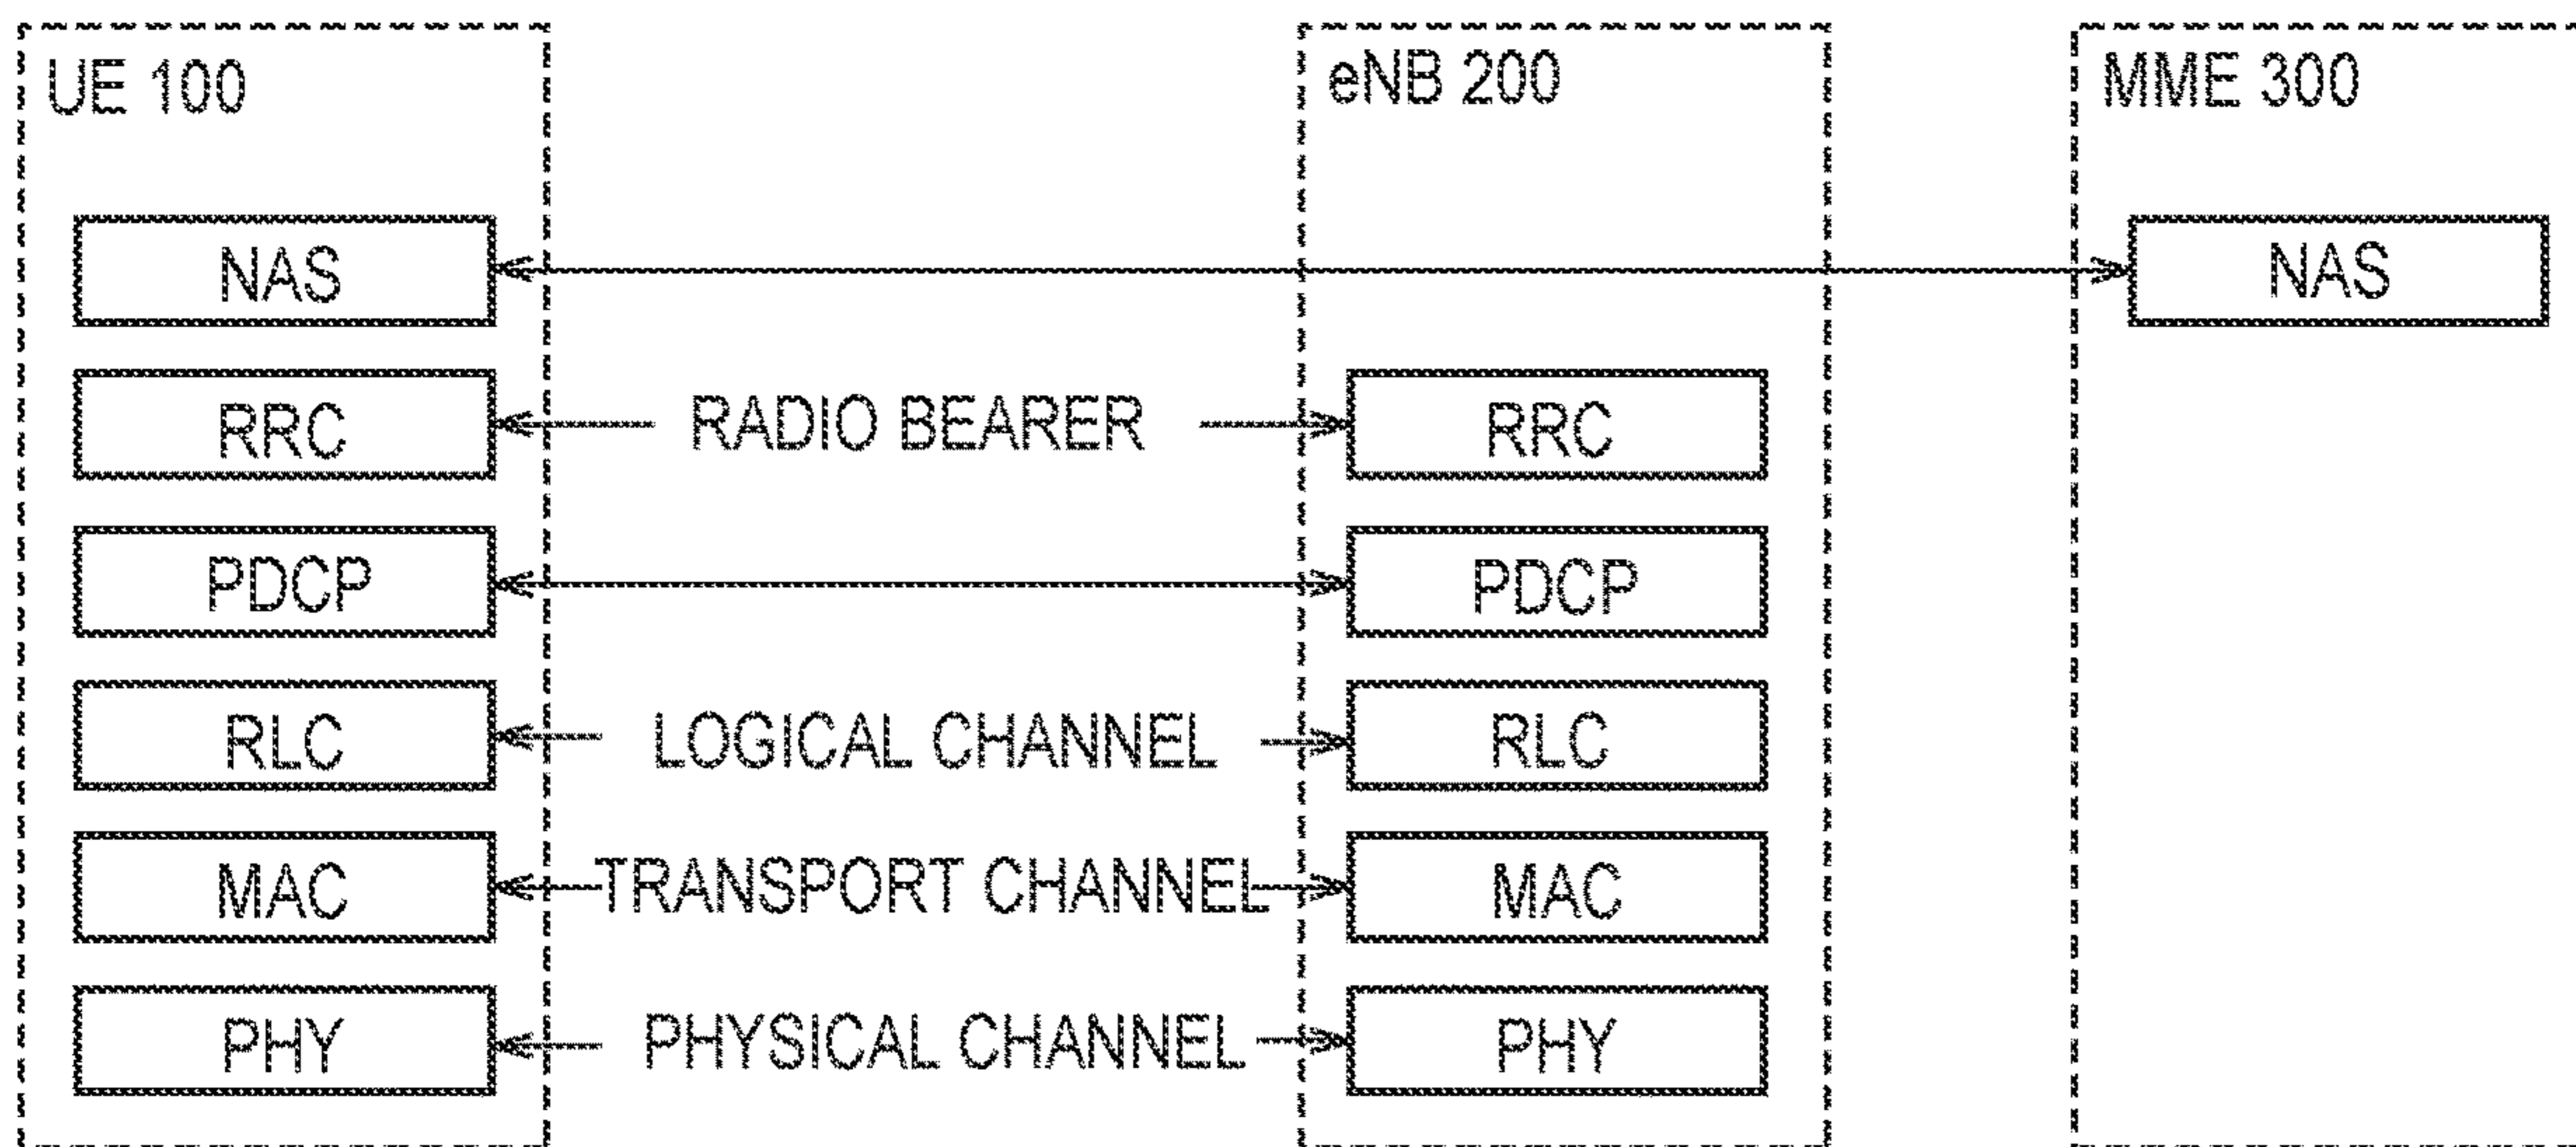 UE 100
eNB 200
MME 300
NAS
NAS
RRC
RADIO BEARER
RRC
PDCP
PDCP
RLC
LOGICAL CHANNEL
RLC
MAC
TRANSPORT CHANNEL
MAC
PHY
PHYSICAL CHANNEL
PHY